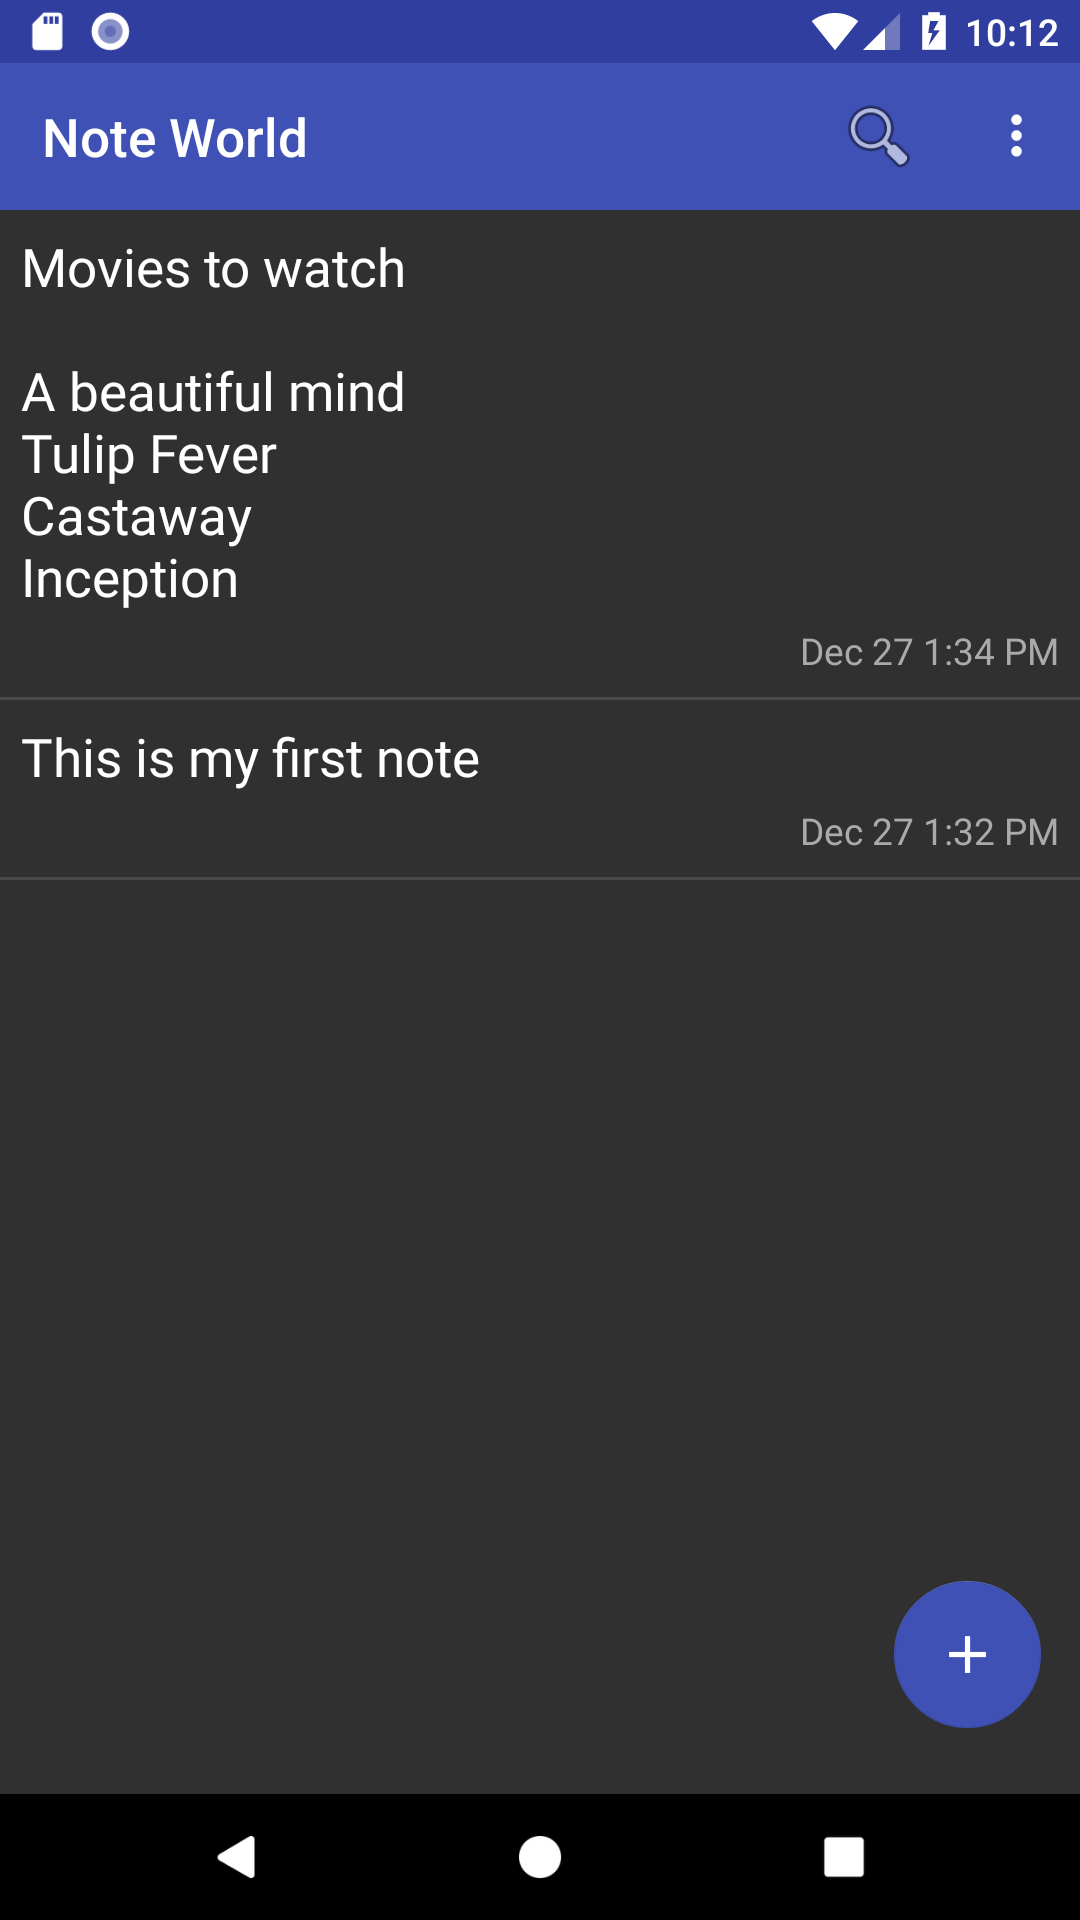 10:12
Note World
Movies to watch
A beautiful mind
Tulip Fever
Castaway
Inception
Dec 27 1:34 PM
This is my first note
Dec 27 1:32 PM